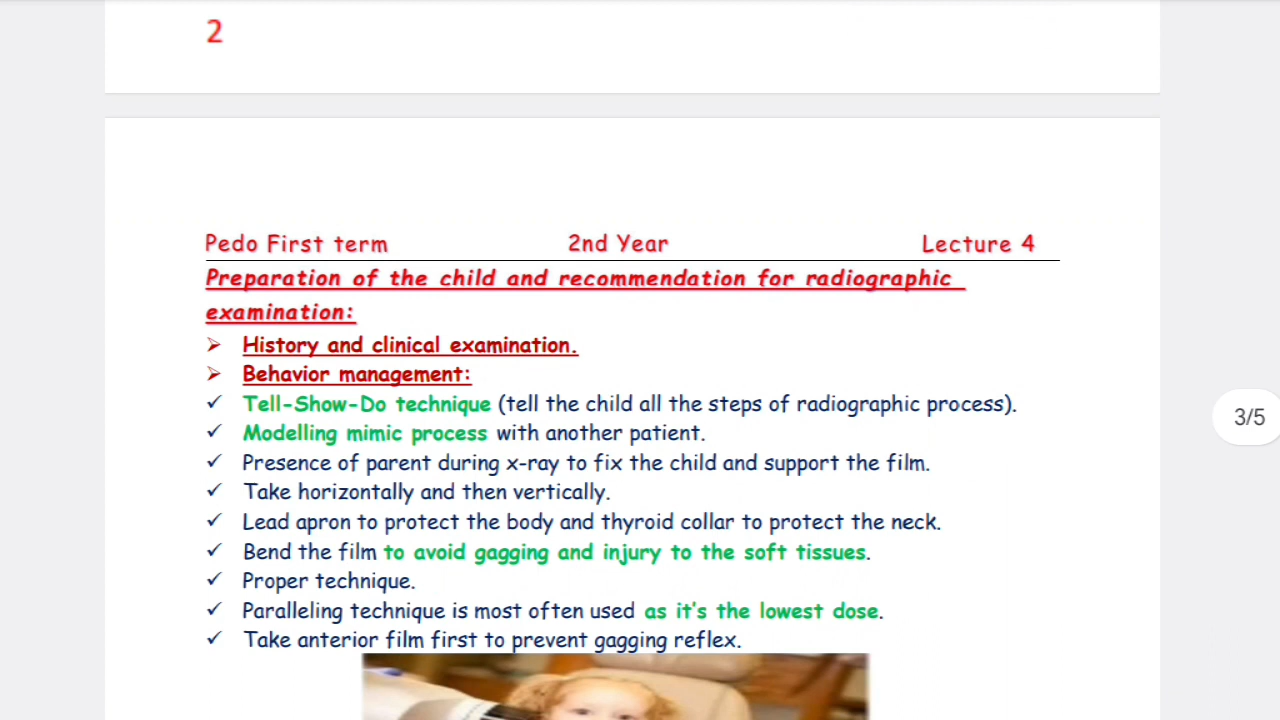 2
Pedo First term 2nd Year Lecture 4
Preparation of the child and recommendation for radiographic
examination:
➢ History and clinical examination.
➢ Behavior management:
✓ Tell-Show-Do technique (tell the child all the steps of radiographic process).
✓ Modelling mimic process with another patient.
✓ Presence of parent during x-ray to fix the child and support the film.
✓ Take horizontally and then vertically.
✓ Lead apron to protect the body and thyroid collar to protect the neck.
✓ Bend the film to avoid gagging and injury to the soft tissues.
✓ Proper technique.
✓ Paralleling technique is most often used as it's the lowest dose.
✓ Take anterior film first to prevent gagging reflex.
3/5